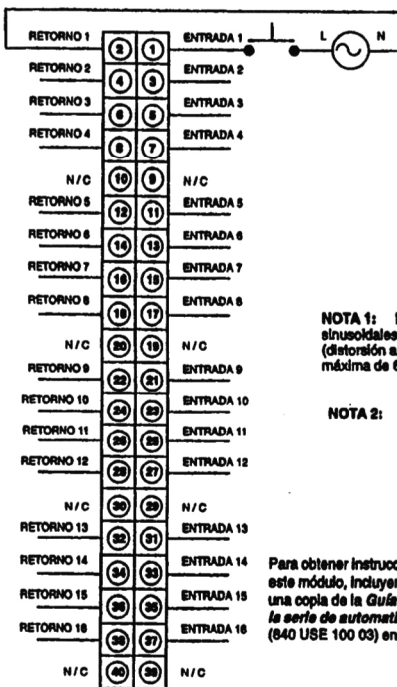 RETORNO 1 2 1 ENTRADA 1 L N
RETORNO 2 4 3 ENTRADA 2
RETORNO 3 6 5 ENTRADA 3
RETORNO 4 8 7 ENTRADA 4
N/C 10 9 N/C
RETORNO 5 12 11 ENTRADA 5
RETORNO 6 14 13 ENTRADA 6
RETORNO 7 16 15 ENTRADA 7
RETORNO 8 18 17 ENTRADA 8
N/C 20 19 N/C
RETORNO 9 22 21 ENTRADA 9
RETORNO 10 24 23 ENTRADA 10
RETORNO 11 26 25 ENTRADA 11
RETORNO 12 28 27 ENTRADA 12
N/C 30 29 N/C
RETORNO 13 32 31 ENTRADA 13
RETORNO 14 34 33 ENTRADA 14
RETORNO 15 36 35 ENTRADA 15
RETORNO 16 38 37 ENTRADA 16
N/C 40 39 N/C
NOTA 1:
sinusoidales
(distorsión a
máxima de 6
NOTA 2:
Para obtener instrucc
este módulo, incluyen
una copia de la Guía
la serie de automati
(840 USE 100 03) en